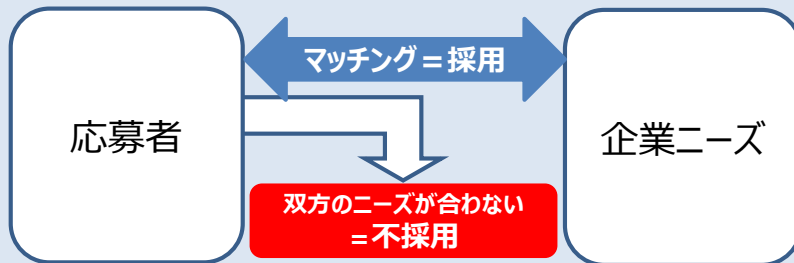 マッチング＝採用
応募者
企業ニーズ
双方のニーズが合わない
＝不採用